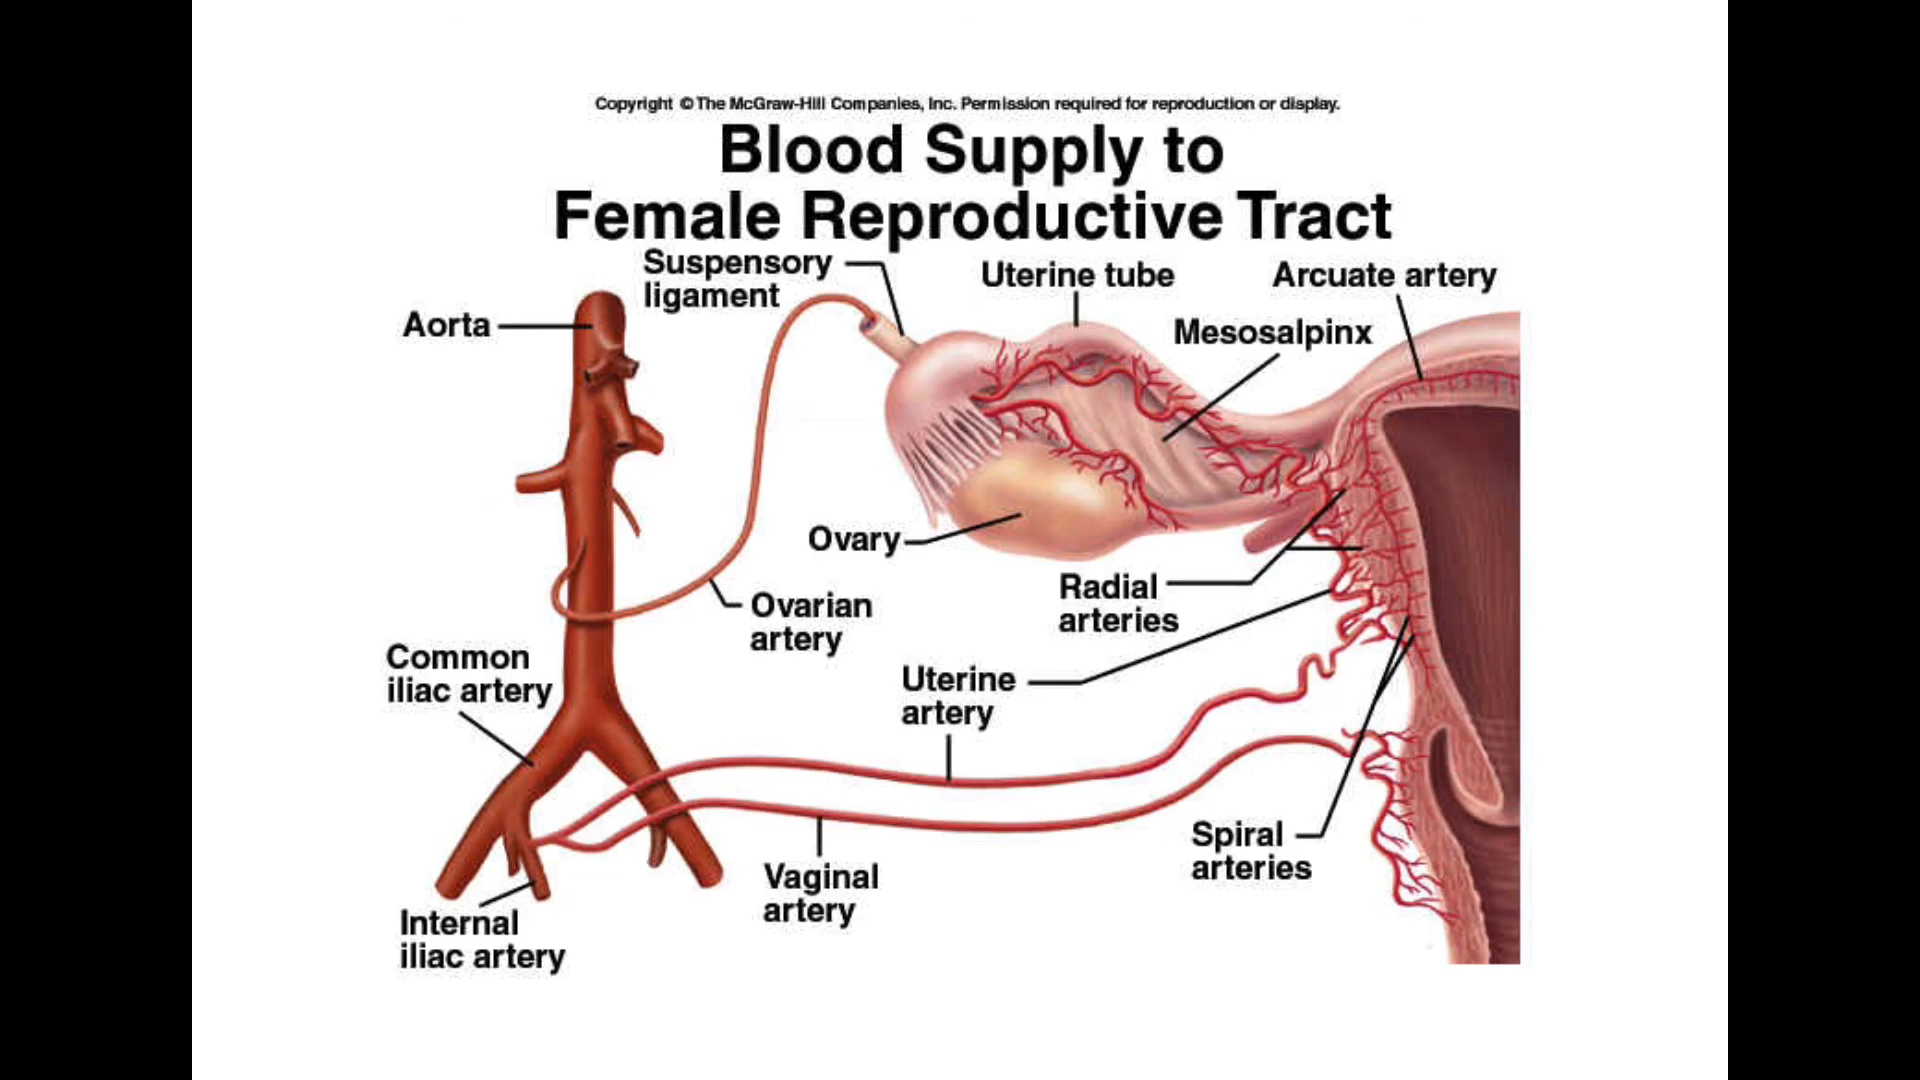 Copyright © The McGraw-Hill Companies, Inc. Permission required for reproduction or display.
Blood Supply to
Female Reproductive Tract
Suspensory
ligament
Uterine tube
Arcuate artery
Aorta
Mesosalpinx
Ovary
Radial
arteries
Ovarian
artery
Common
iliac artery
Uterine
artery
Spiral
arteries
Vaginal
artery
Internal
iliac artery